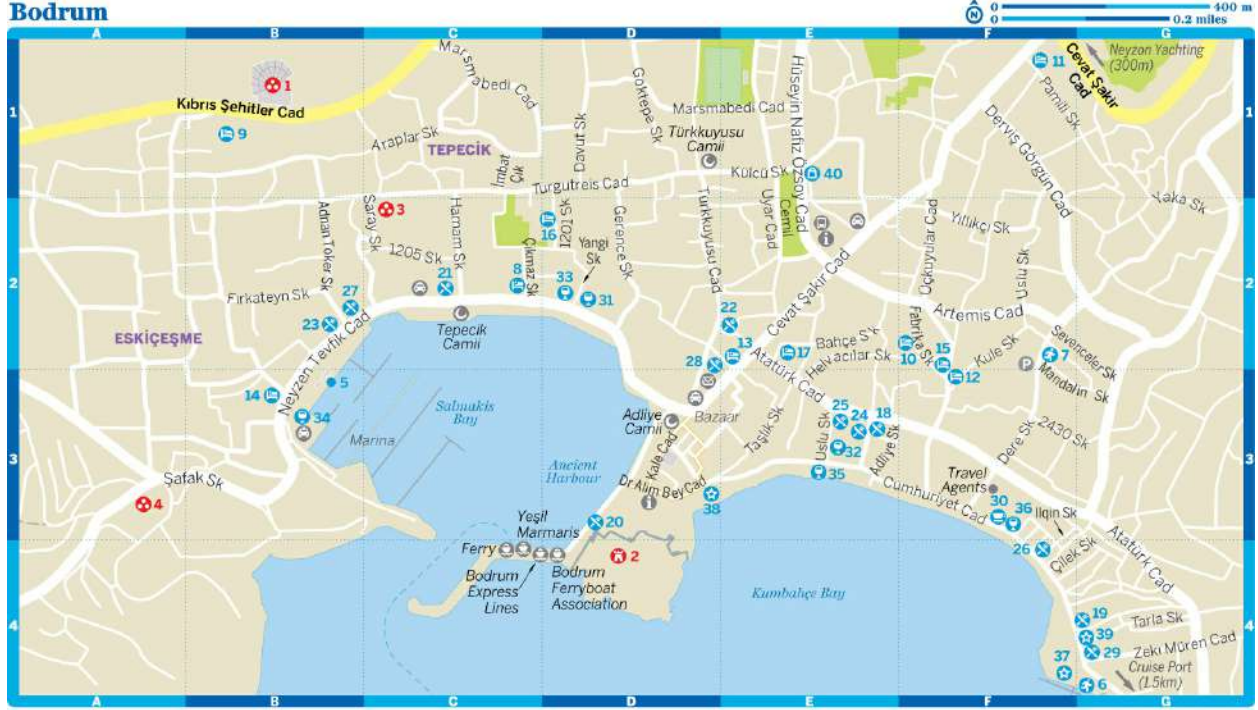 Bodrum
N
0 400 m
0 0.2 miles
A B C D E F G
1
Kıbrıs Şehitler Cad
9
Araplar Sk
TEPECİK
Marsmabedi Cad
İmbat Çık
Davut Sk
Göktepe Sk
Marsmabedi Cad
Türkkuyusu
Camii
Külcü Sk
Hüseyin Nafiz Özsoy Cad
40
11
Cevat Şakir
Cad
Neyzen Yachting
(300m)
Pamili Sk
Derviş Görgün Cad
Yaka Sk
1
1
Turgutreis Cad
3
Saray Sk
Adnan Toker Sk
Hamam Sk
1205 Sk
16
1201 Sk
Yangi
Sk
Gerence Sk
Türkkuyusu Cad
Uyar Cad
Cemil
Üçkuyular Cad
Yıllıkçı Sk
Uslu Sk
Cevat Şakir Cad
Artemis Cad
2
2
Fırkateyn Sk
27
23
21
8
Çıkmaz Sk
33
31
22
13
28
17
Bahçe Sk
Helvacılar Sk
10
Fabrika Sk
15
12
Kule Sk
P
7
Sevenceler Sk
Mandalin Sk
ESKİÇEŞME
Neyzen Tevfik Cad
Tepecik
Camii
Atatürk Cad
14
5
34
Marina
Salmakis
Bay
Adliye
Camii
Bazaar
Kale Cad
Taşlık Sk
Uslu Sk
25
24
18
32
35
Adliye Sk
Dere Sk
2430 Sk
3
3
Şafak Sk
4
Ancient
Harbour
Dr Alim Bey Cad
38
Cumhuriyet Cad
Travel
Agents
30
36
Ilgin Sk
26
Çilek Sk
Atatürk Cad
Yeşil
Marmaris
20
Ferry
2
Bodrum
Express
Lines
Bodrum
Ferryboat
Association
Kumbahçe Bay
4
4
19
Tarla Sk
39
29
Zeki Müren Cad
37
6
Cruise Port
(1.5km)
A B C D E F G